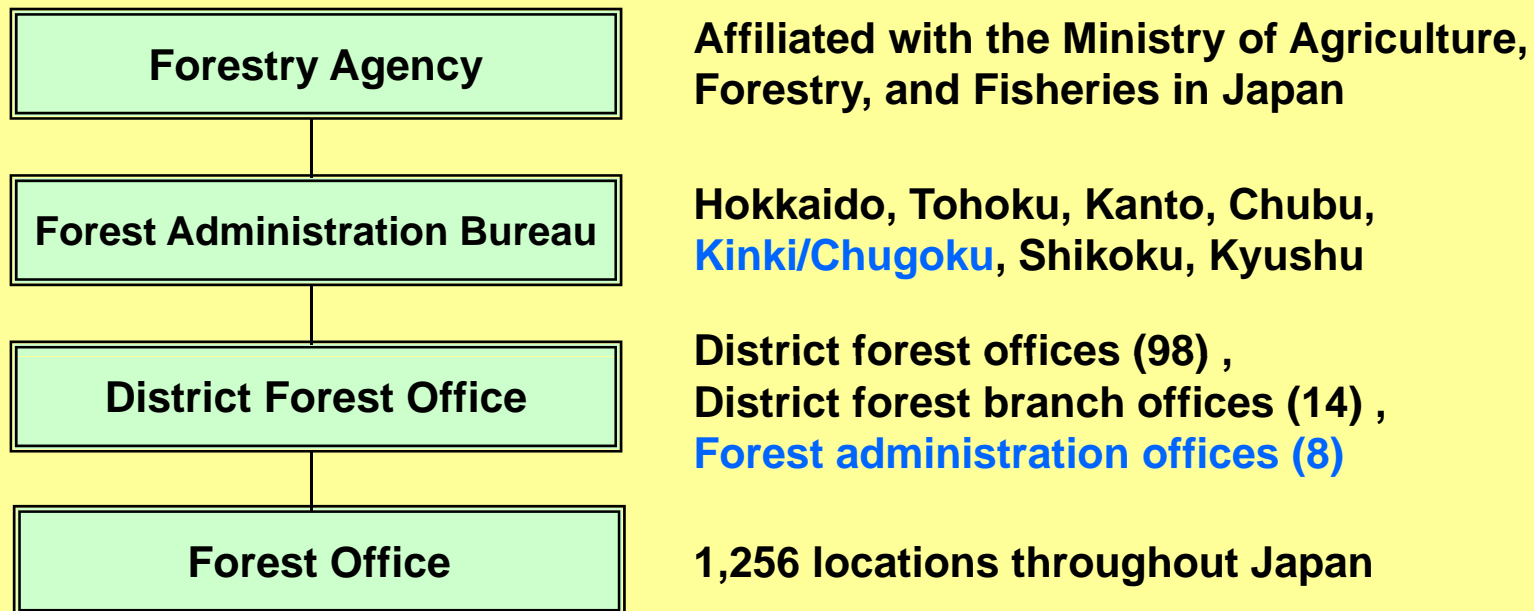 Forestry Agency
Affiliated with the Ministry of Agriculture,
Forestry, and Fisheries in Japan
Forest Administration Bureau
Hokkaido, Tohoku, Kanto, Chubu,
Kinki/Chugoku, Shikoku, Kyushu
District Forest Office
District forest offices (98) ,
District forest branch offices (14) ,
Forest administration offices (8)
Forest Office
1,256 locations throughout Japan